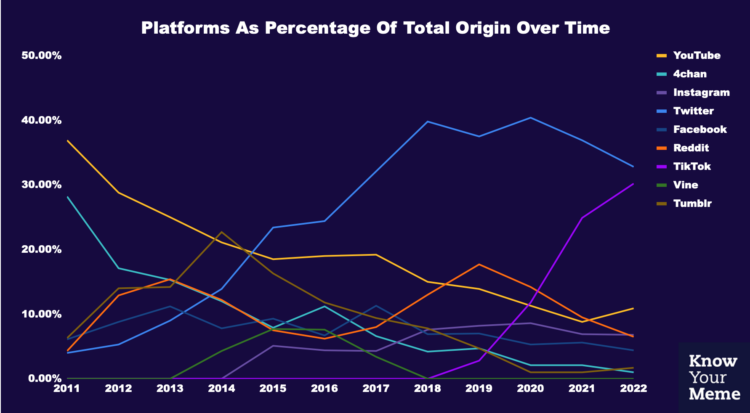 Platforms As Percentage Of Total Origin Over Time
50.00%
40.00%
30.00%
20.00%
10.00%
0.00%
2011 2012 2013 2014 2015 2016 2017 2018 2019 2020 2021 2022
YouTube
4chan
Instagram
Twitter
Facebook
Reddit
TikTok
Vine
Tumblr
Know
Your
Meme